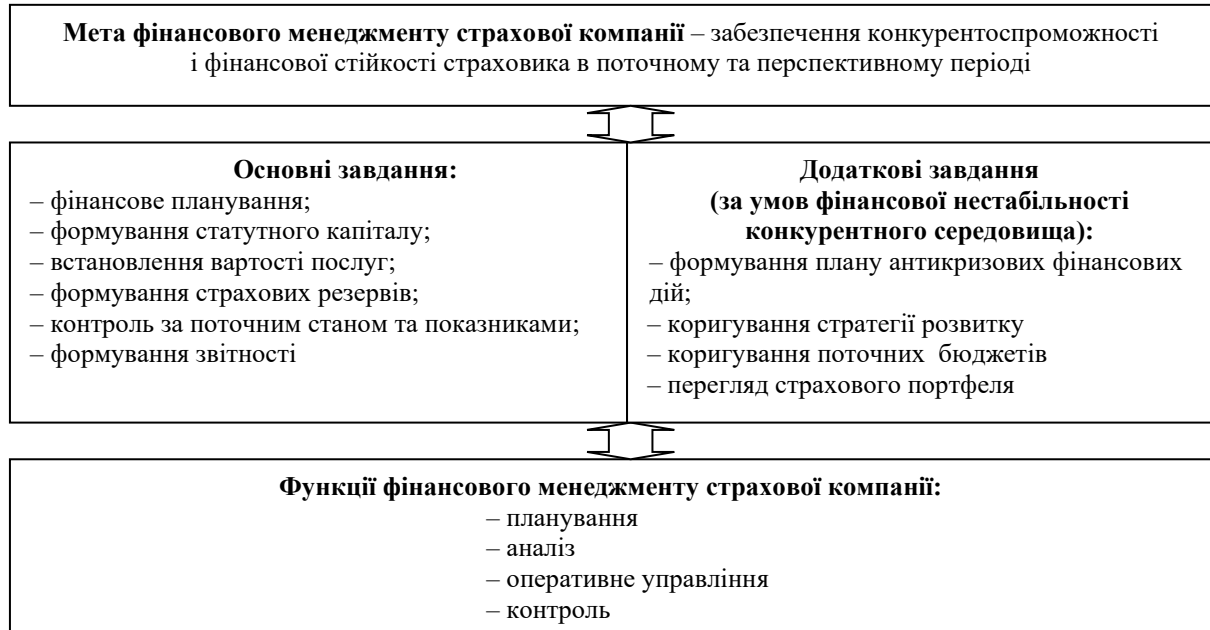 Мета фінансового менеджменту страхової компанії – забезпечення конкурентоспроможності
і фінансової стійкості страховика в поточному та перспективному періоді
Основні завдання:
– фінансове планування;
– формування статутного капіталу;
– встановлення вартості послуг;
– формування страхових резервів;
– контроль за поточним станом та показниками;
– формування звітності
Додаткові завдання
(за умов фінансової нестабільності
конкурентного середовища):
– формування плану антикризових фінансових
дій;
– коригування стратегії розвитку
– коригування поточних бюджетів
– перегляд страхового портфеля
Функції фінансового менеджменту страхової компанії:
– планування
– аналіз
– оперативне управління
– контроль